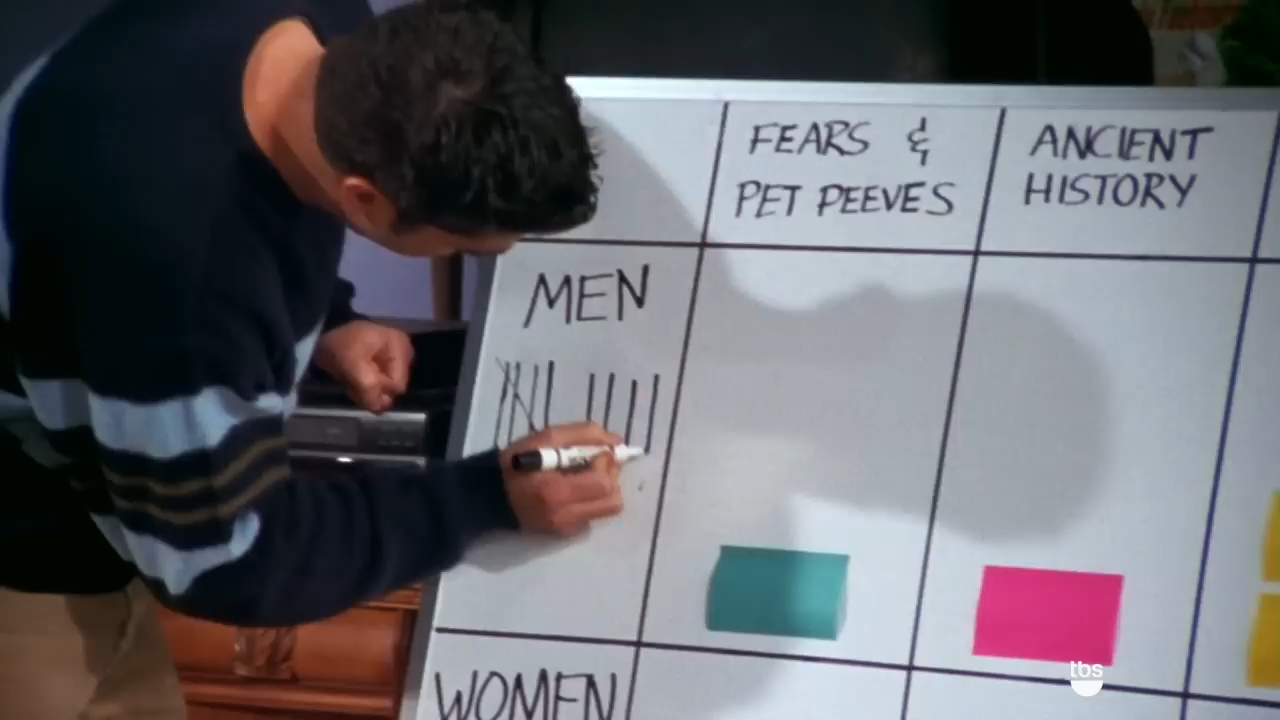 FEARS &
PET PEEVES
ANCIENT
HISTORY
MEN
WOMEN
tbs